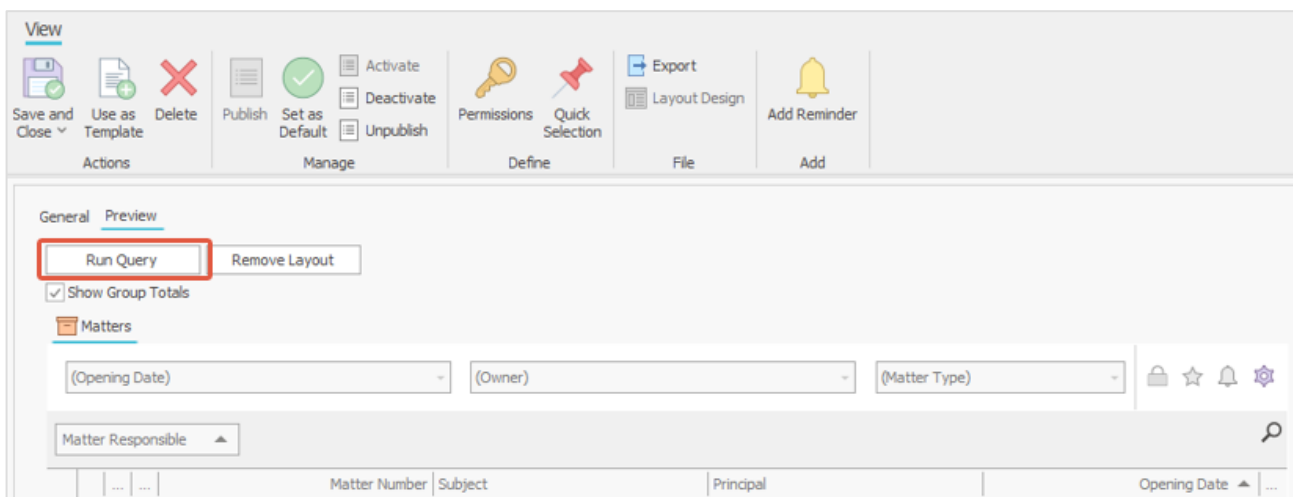 View
Save and Close
Use as Template
Delete
Publish
Set as Default
Activate
Deactivate
Unpublish
Permissions
Quick Selection
Export
Layout Design
Add Reminder
Actions
Manage
Define
File
Add
General Preview
Run Query Remove Layout
Show Group Totals
Matters
(Opening Date) (Owner) (Matter Type)
Matter Responsible
... ... Matter Number Subject Principal Opening Date ...